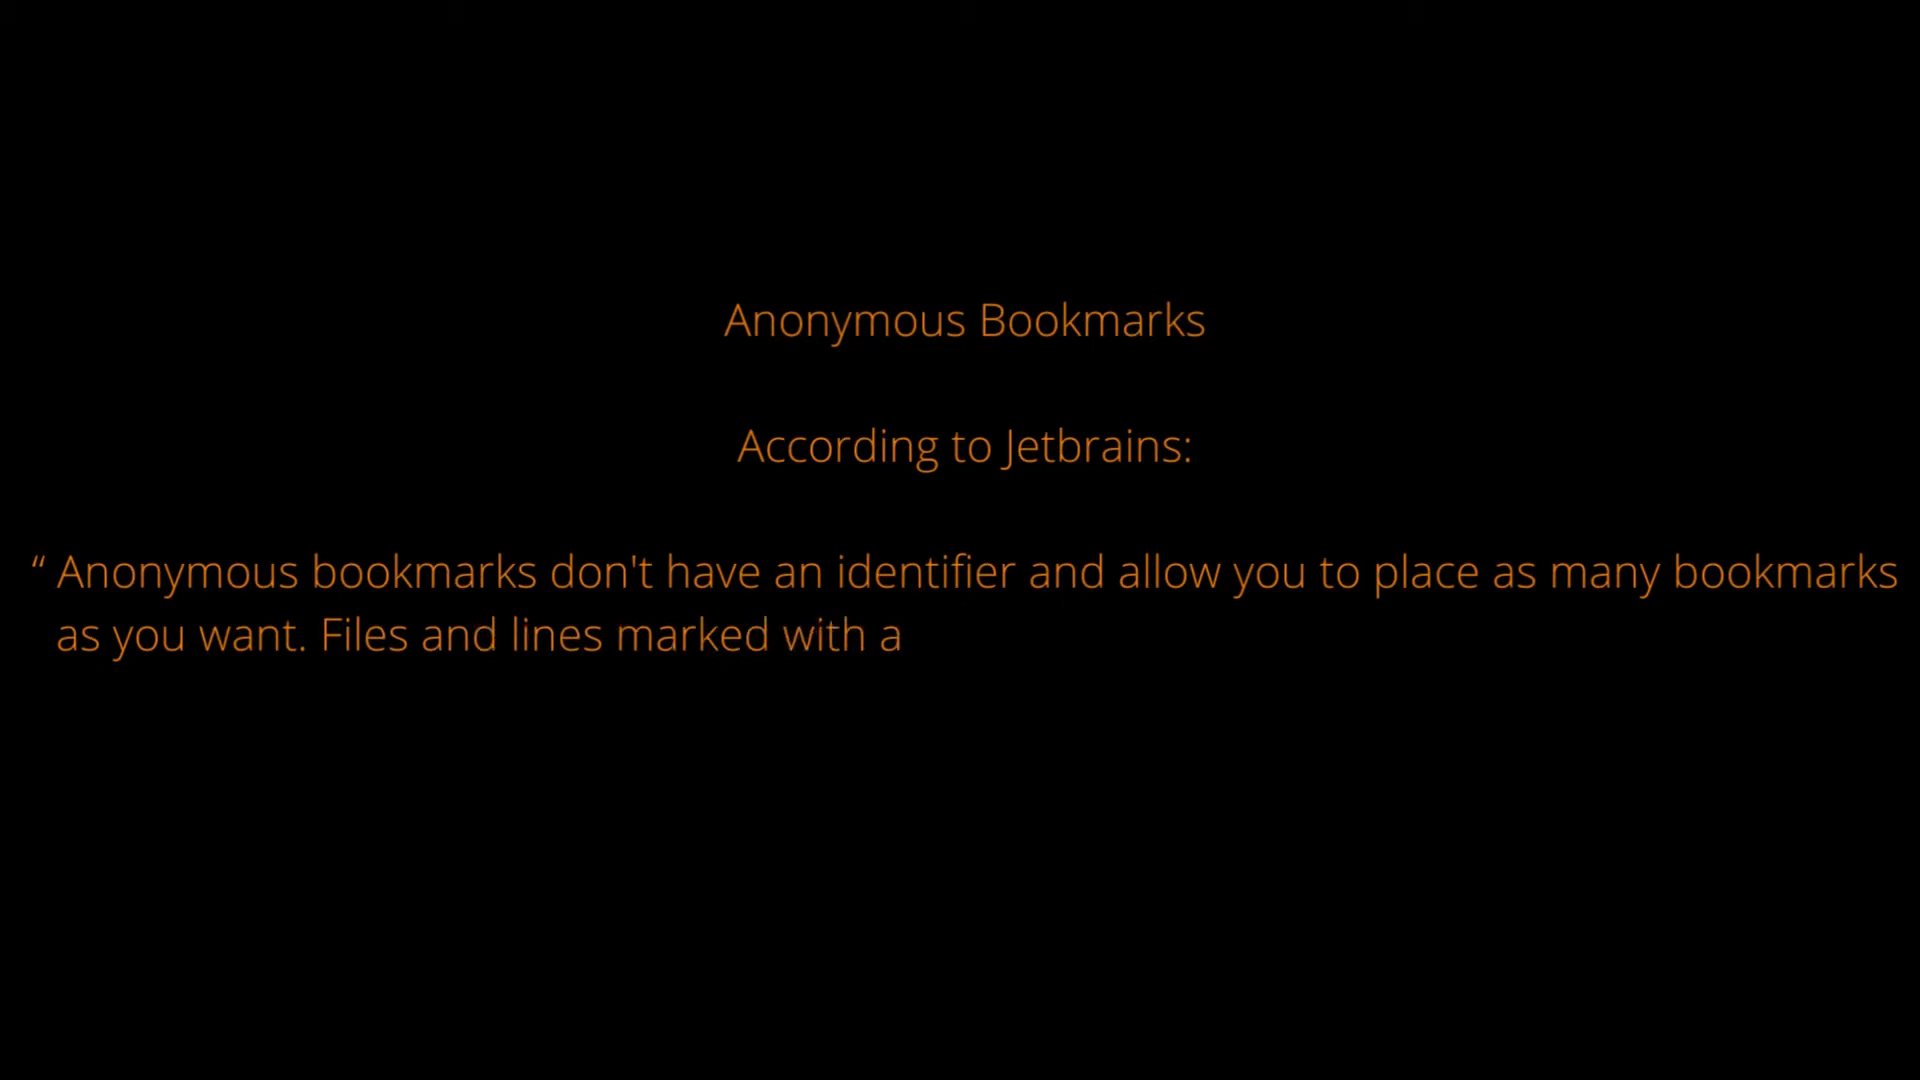 Anonymous Bookmarks
According to Jetbrains:
“ Anonymous bookmarks don't have an identifier and allow you to place as many bookmarks
as you want. Files and lines marked with a